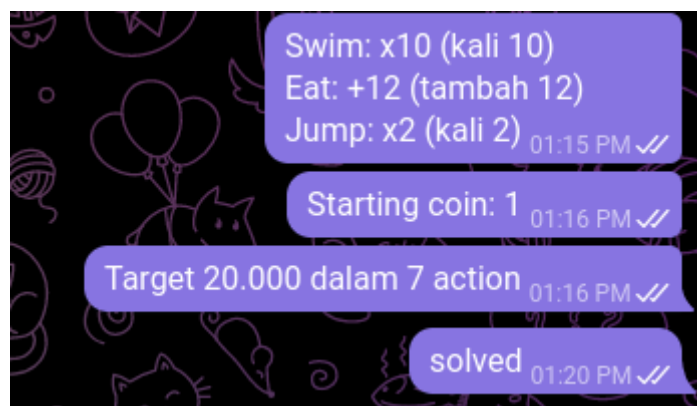 Swim: x10 (kali 10)
Eat: +12 (tambah 12)
Jump: x2 (kali 2) 01:15 PM
Starting coin: 1 01:16 PM
Target 20.000 dalam 7 action 01:16 PM
solved 01:20 PM